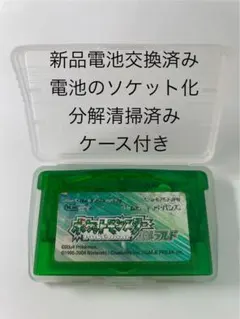 新品電池交換済み
電池のソケット化
分解清掃済み
ケース付き
ポケットモンスター
エメラルド